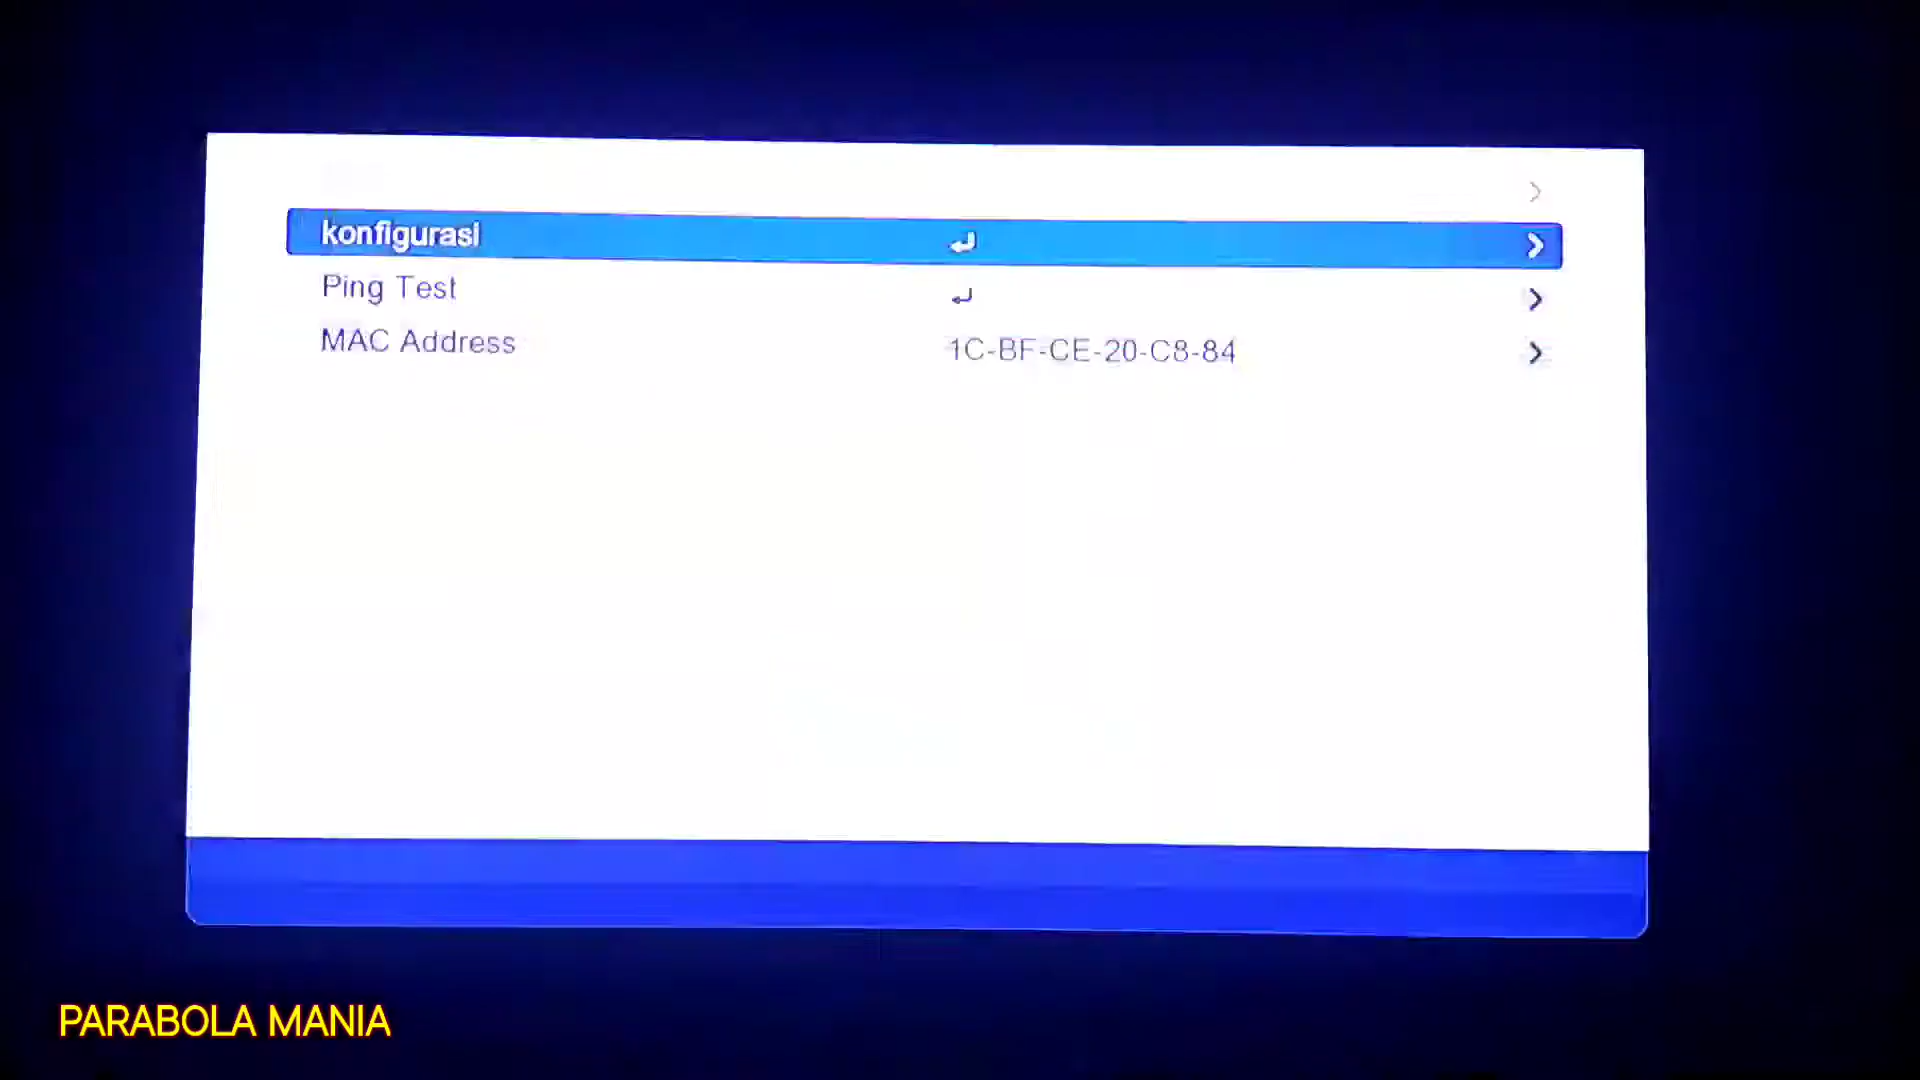 konfigurasi
Ping Test
MAC Address 1C-BF-CE-20-C8-84
PARABOLA MANIA